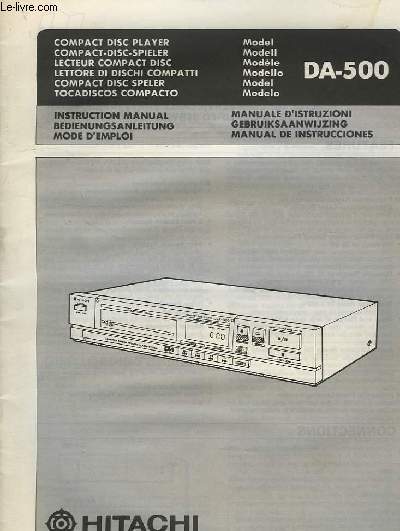 Le-livre.com
COMPACT DISC PLAYER Model
COMPACT-DISC-SPIELER Modell
LECTEUR COMPACT DISC Modèle
LETTORE DI DISCHI COMPATTI Modello
COMPACT DISC SPELER Model
TOCADISCOS COMPACTO Modelo
DA-500
INSTRUCTION MANUAL MANUALE D'ISTRUZIONI
BEDIENUNGSANLEITUNG GEBRUIKSAANWIJZING
MODE D'EMPLOI MANUAL DE INSTRUCCIONES
CONNECTIONS
HITACHI